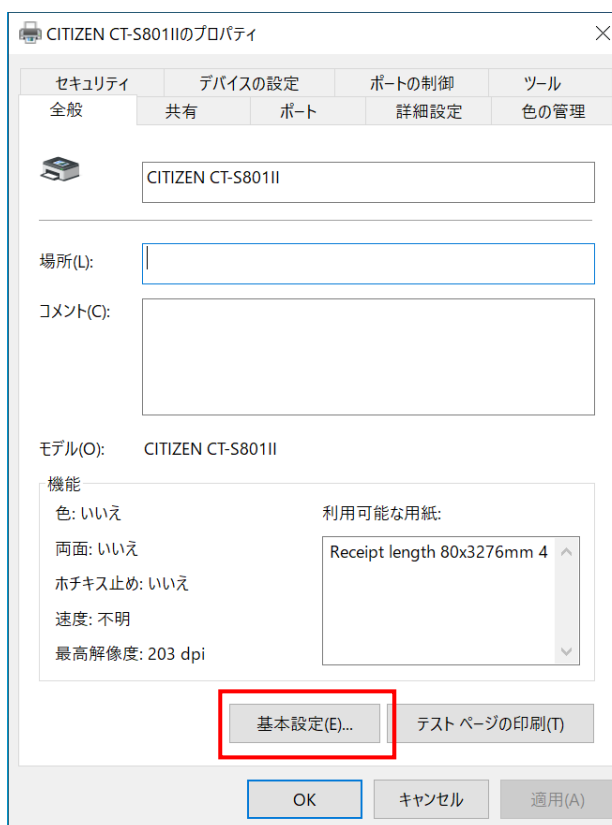 CITIZEN CT-S801IIのプロパティ
セキュリティ デバイスの設定 ポートの制御 ツール
全般 共有 ポート 詳細設定 色の管理
CITIZEN CT-S801II
場所(L):
コメント(C):
モデル(O): CITIZEN CT-S801II
機能
色: いいえ 利用可能な用紙:
両面: いいえ Receipt length 80x3276mm 4
ホチキス止め: いいえ
速度: 不明
最高解像度: 203 dpi
基本設定(E)... テスト ページの印刷(T)
OK キャンセル 適用(A)